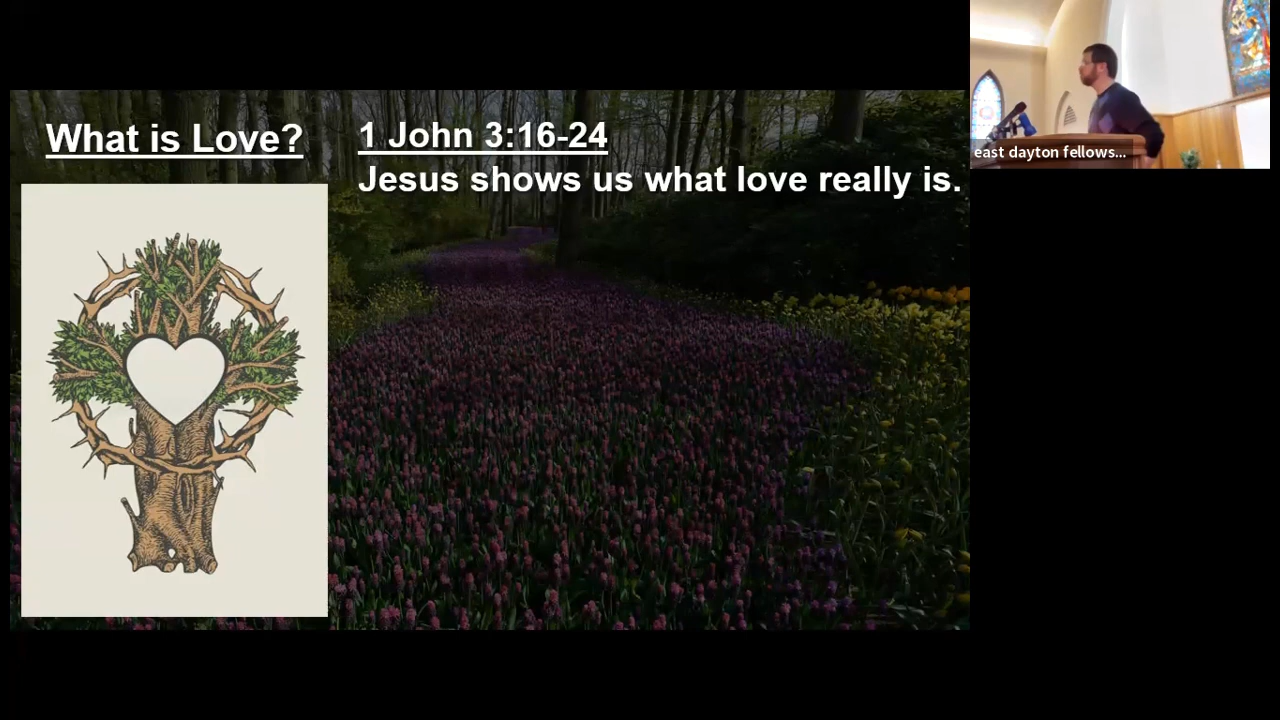 What is Love?
1 John 3:16-24
Jesus shows us what love really is.
east dayton fellows...